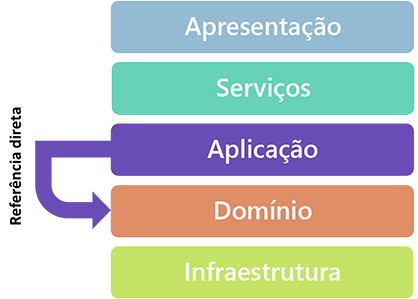 Apresentação
Serviços
Referência direta
Aplicação
Domínio
Infraestrutura